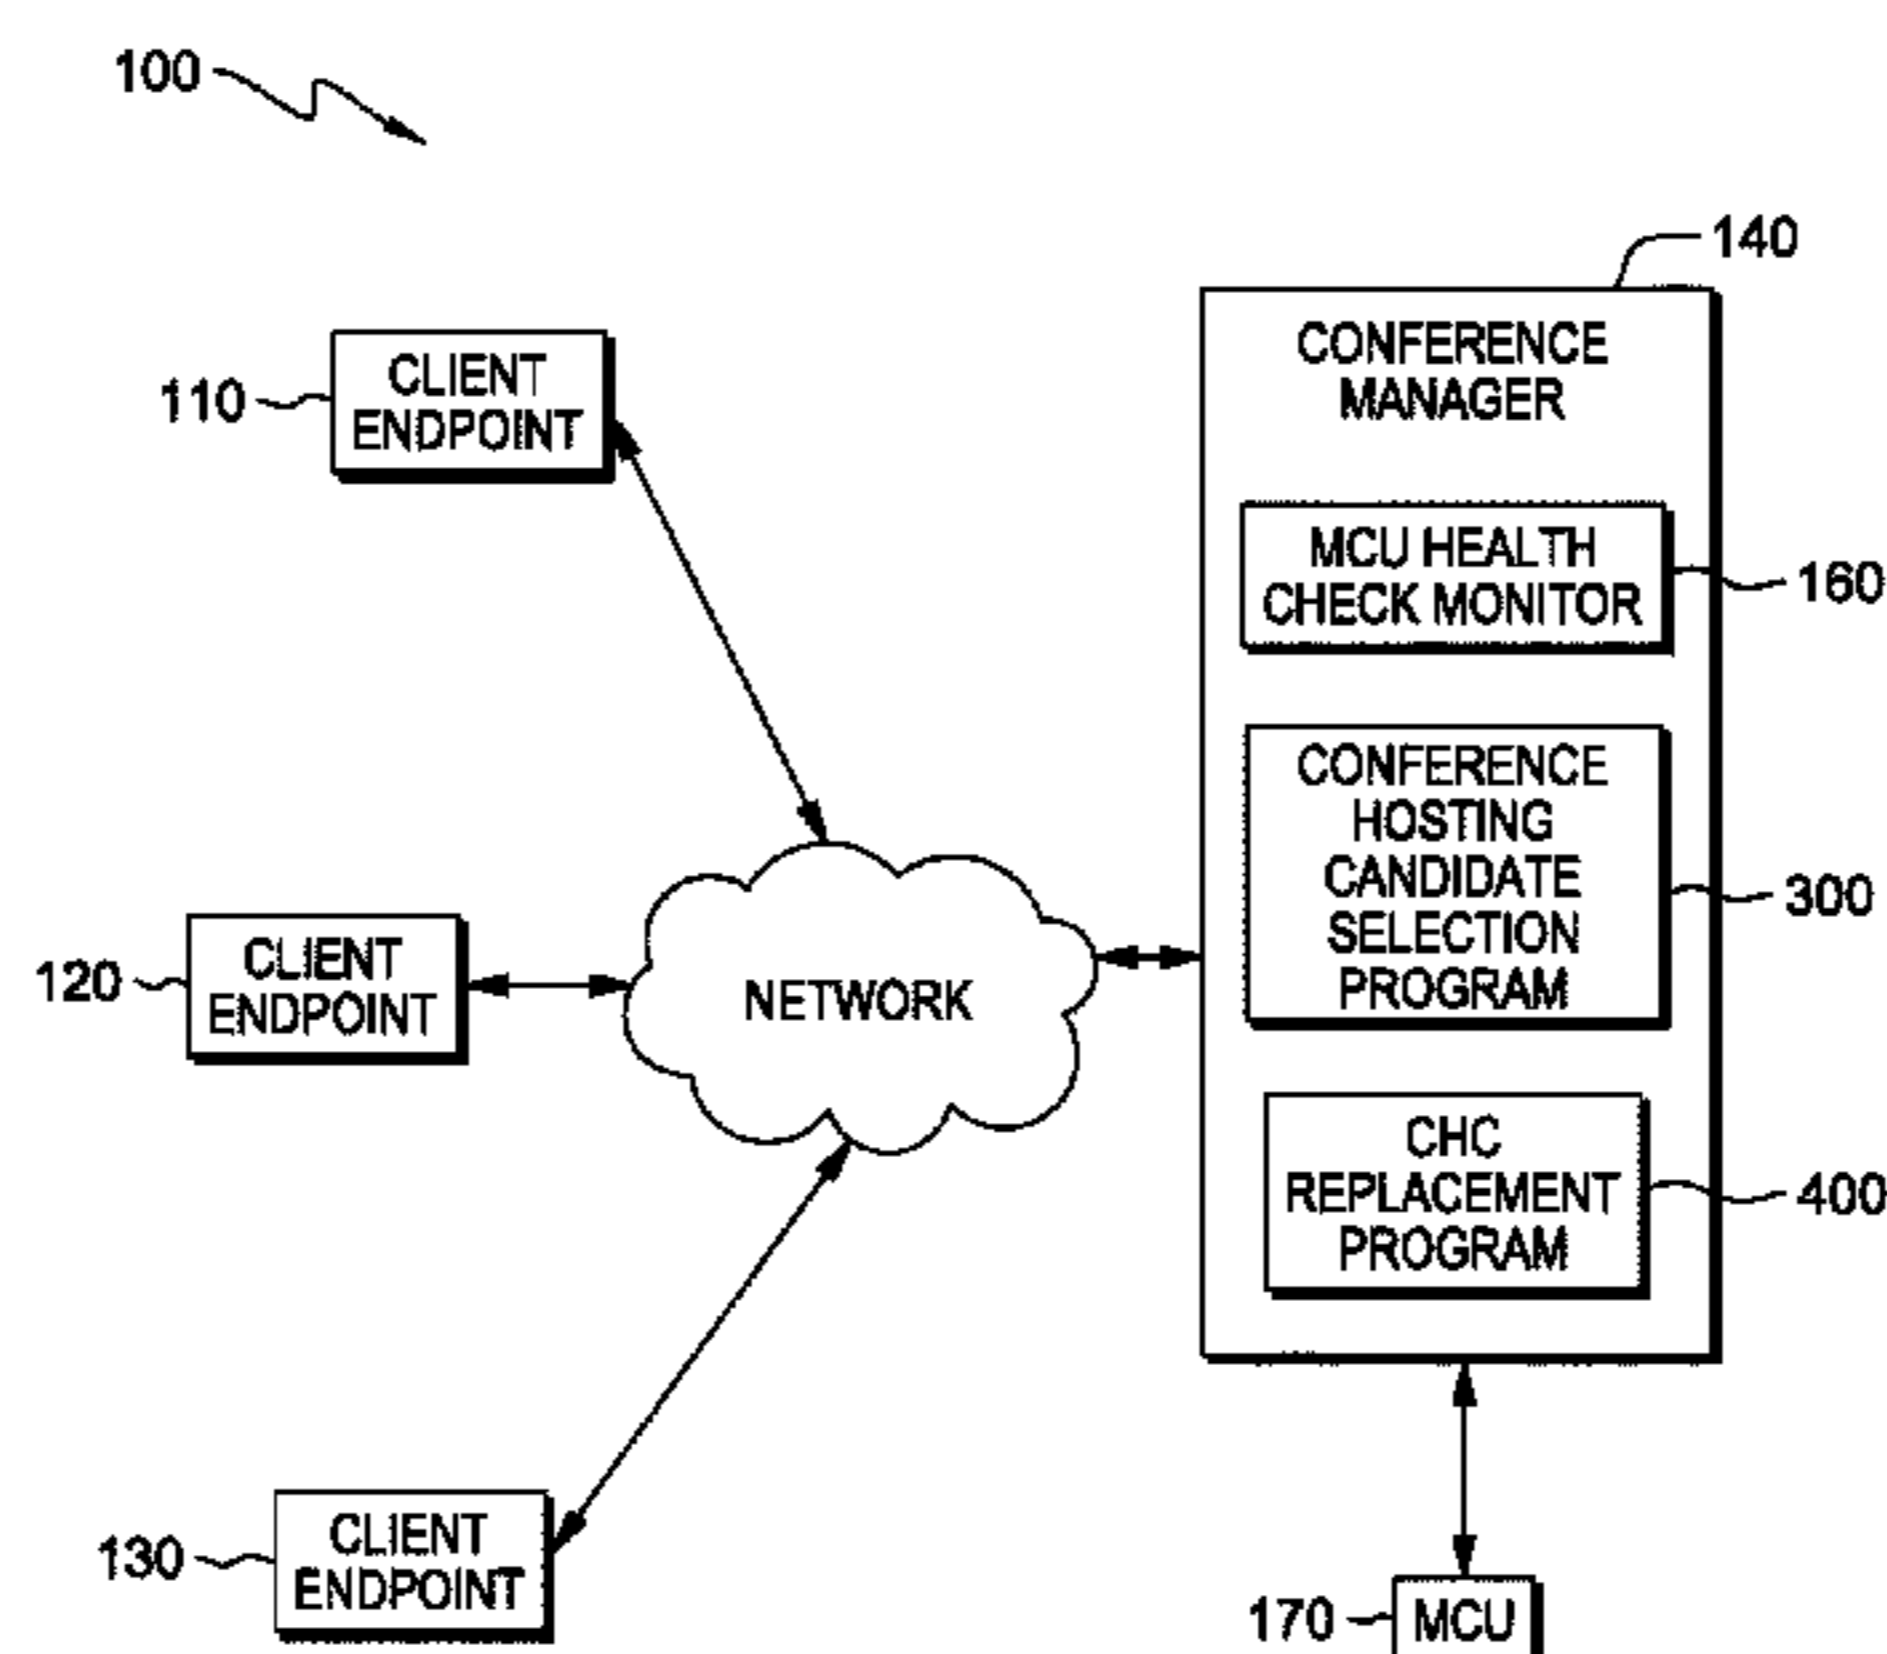 100
140
CONFERENCE
MANAGER
110
CLIENT
ENDPOINT
MCU HEALTH
CHECK MONITOR
160
CONFERENCE
HOSTING
CANDIDATE
SELECTION
PROGRAM
300
120
CLIENT
ENDPOINT
NETWORK
CHC
REPLACEMENT
PROGRAM
400
130
CLIENT
ENDPOINT
170
MCU